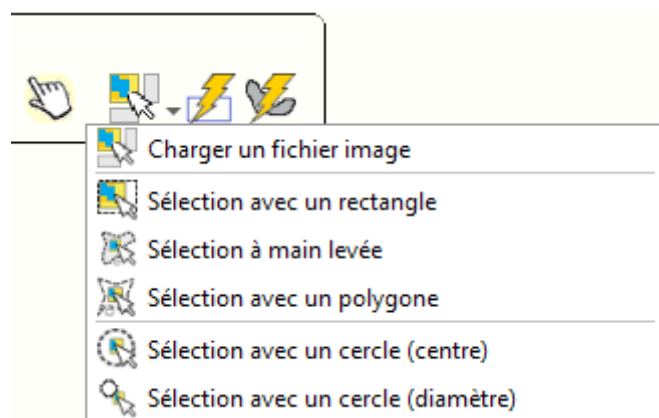 Charger un fichier image
Sélection avec un rectangle
Sélection à main levée
Sélection avec un polygone
Sélection avec un cercle (centre)
Sélection avec un cercle (diamètre)